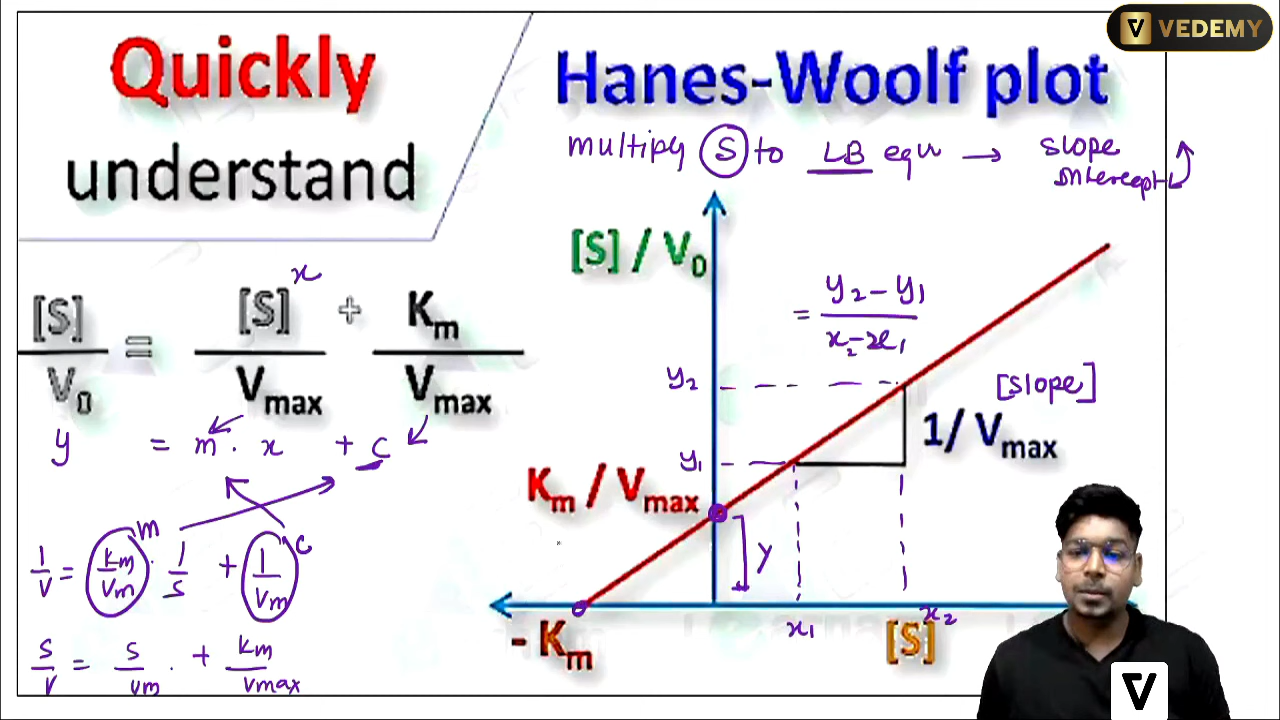 VEDEMY
Quickly
understand
Hanes-Woolf plot
multiply S to LB equ → slope
Intercept
[S] / V0
[S] x / V0 = [S] / Vmax + Km / Vmax
y = m · x + c
1/v = Km/Vm · 1/s + 1/Vm
m
c
s/v = s/vm · + Km/vmax
= y2 - y1 / x2 - x1
y2
[slope]
1/ Vmax
y1
Km / Vmax
y
- Km
x1
[S]
x2